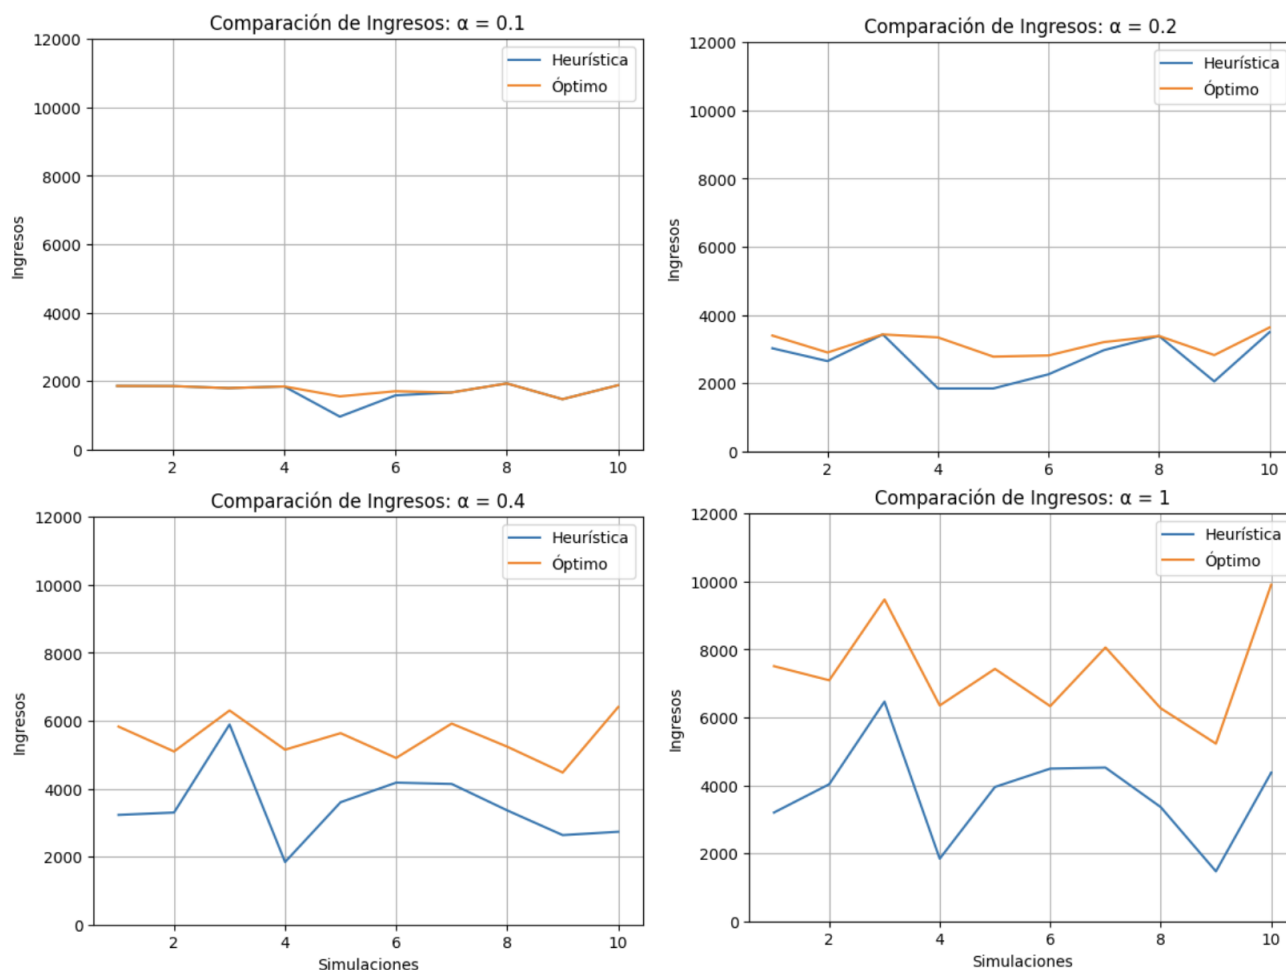 Comparación de Ingresos: α = 0.1
12000
10000
8000
6000
4000
2000
0
Ingresos
Heurística
Óptimo
2
4
6
8
10
Comparación de Ingresos: α = 0.2
12000
10000
8000
6000
4000
2000
0
Ingresos
Heurística
Óptimo
2
4
6
8
10
Comparación de Ingresos: α = 0.4
12000
10000
8000
6000
4000
2000
0
Ingresos
Heurística
Óptimo
2
4
6
8
10
Simulaciones
Comparación de Ingresos: α = 1
12000
10000
8000
6000
4000
2000
0
Ingresos
Heurística
Óptimo
2
4
6
8
10
Simulaciones